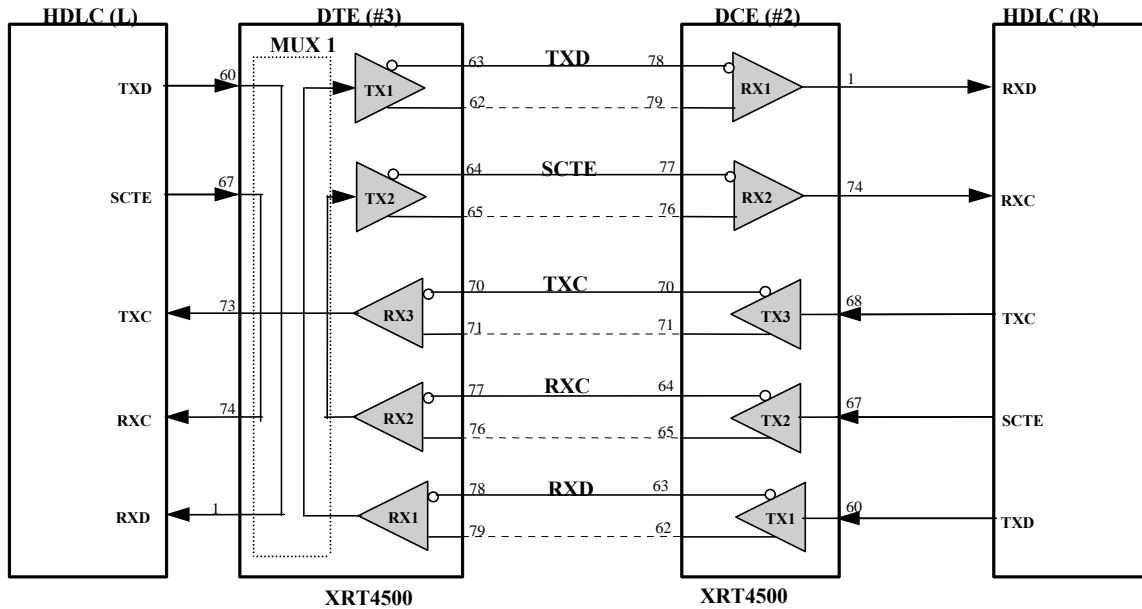 HDLC (L) DTE (#3) DCE (#2) HDLC (R)
MUX 1
TXD 60 TX1 63 TXD 78 RX1 1 RXD
62 79
SCTE 67 TX2 64 SCTE 77 RX2 74 RXC
65 76
TXC 73 RX3 70 TXC 70 TX3 68 TXC
71 71
RXC 74 RX2 77 RXC 64 TX2 67 SCTE
76 65
RXD 1 RX1 78 RXD 63 TX1 60 TXD
79 62
XRT4500 XRT4500